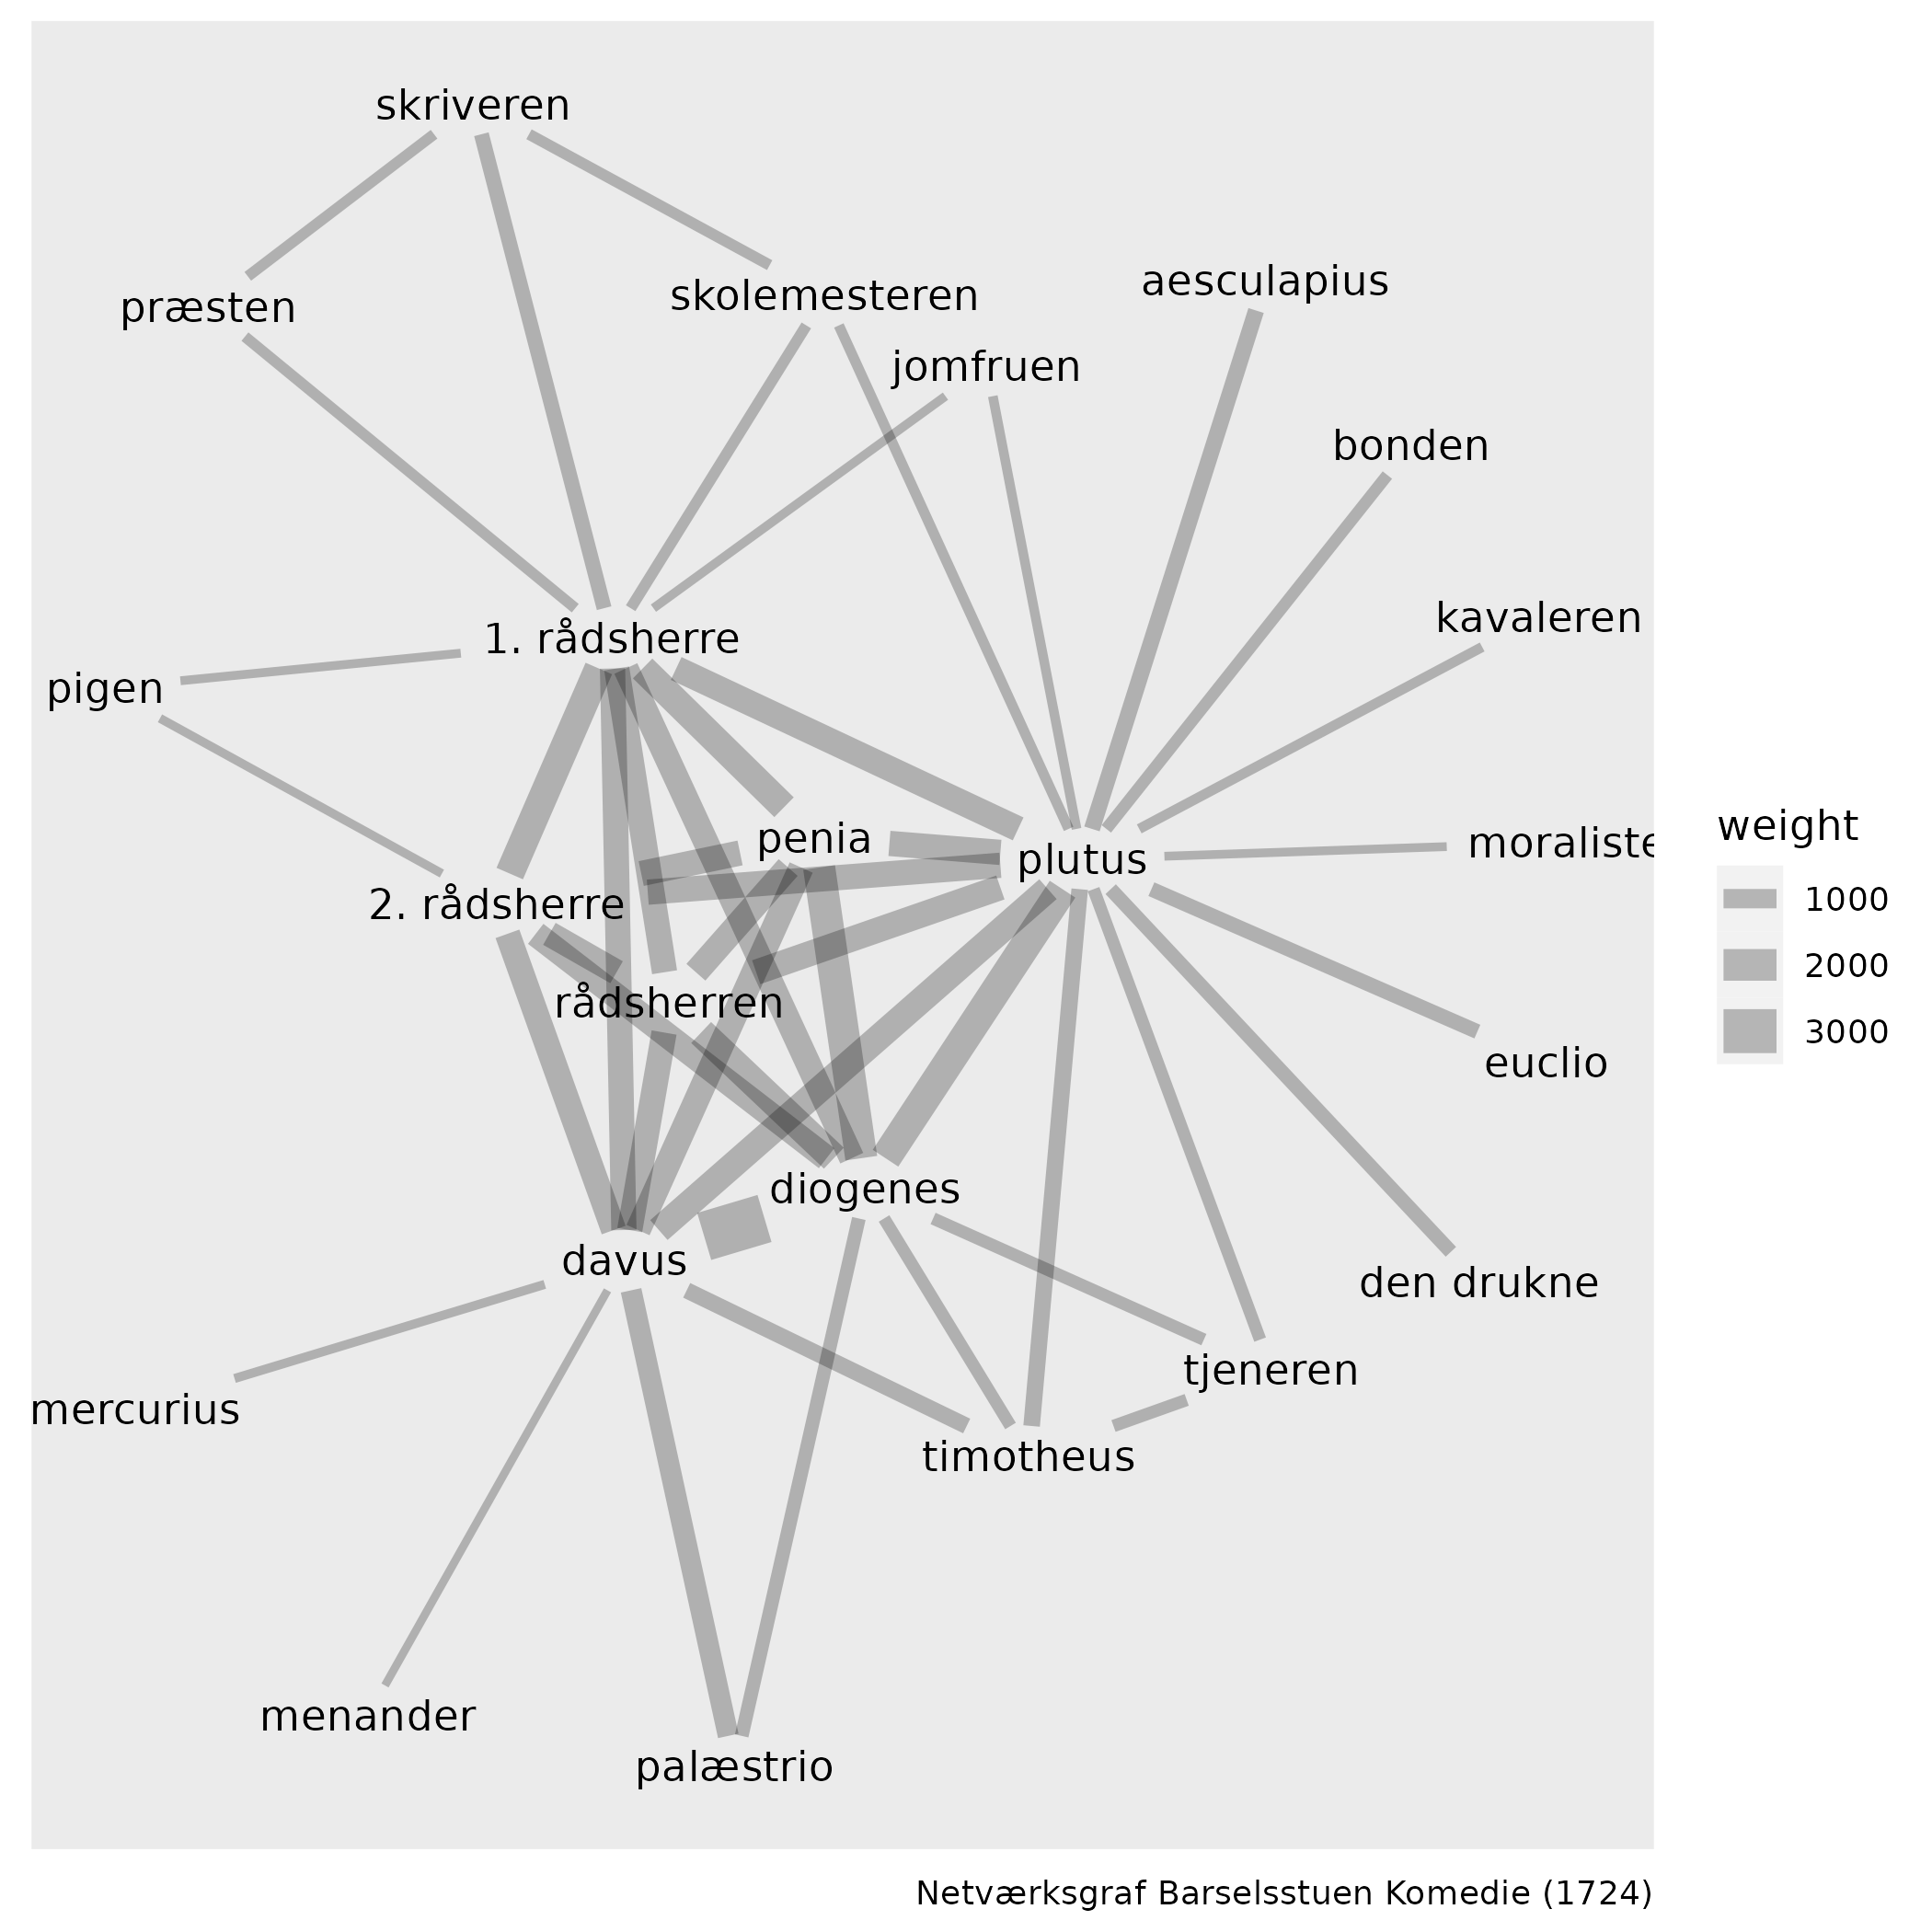 skriveren
aesculapius
præsten
skolemesteren
jomfruen
bonden
kavaleren
1. rådsherre
pigen
penia
plutus
moraliste
2. rådsherre
rådsherren
euclio
diogenes
davus
den drukne
tjeneren
mercurius
timotheus
menander
palæstrio
weight
1000
2000
3000
Netværksgraf Barselsstuen Komedie (1724)